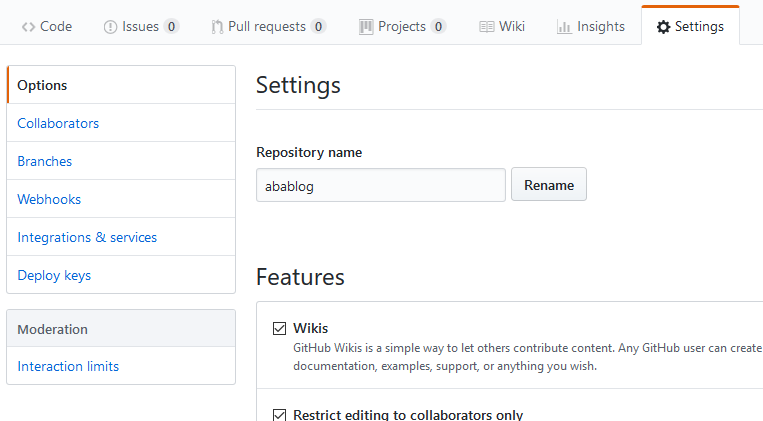 Code Issues 0 Pull requests 0 Projects 0 Wiki Insights Settings
Options
Collaborators
Branches
Webhooks
Integrations & services
Deploy keys
Moderation
Interaction limits
Settings
Repository name
abablog Rename
Features
Wikis
GitHub Wikis is a simple way to let others contribute content. Any GitHub user can create
documentation, examples, support, or anything you wish.
Restrict editing to collaborators only